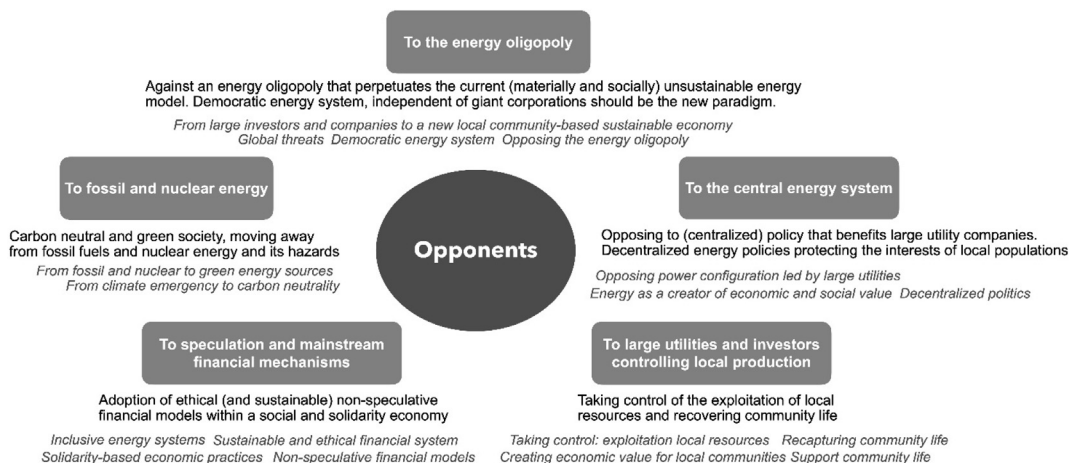 To the energy oligopoly
Against an energy oligopoly that perpetuates the current (materially and socially) unsustainable energy
model. Democratic energy system, independent of giant corporations should be the new paradigm.
From large investors and companies to a new local community-based sustainable economy
Global threats Democratic energy system Opposing the energy oligopoly
To fossil and nuclear energy
Carbon neutral and green society, moving away
from fossil fuels and nuclear energy and its hazards
From fossil and nuclear to green energy sources
From climate emergency to carbon neutrality
Opponents
To the central energy system
Opposing to (centralized) policy that benefits large utility companies.
Decentralized energy policies protecting the interests of local populations
Opposing power configuration led by large utilities
Energy as a creator of economic and social value Decentralized politics
To speculation and mainstream
financial mechanisms
Adoption of ethical (and sustainable) non-speculative
financial models within a social and solidarity economy
Inclusive energy systems Sustainable and ethical financial system
Solidarity-based economic practices Non-speculative financial models
To large utilities and investors
controlling local production
Taking control of the exploitation of local
resources and recovering community life
Taking control: exploitation local resources Recapturing community life
Creating economic value for local communities Support community life